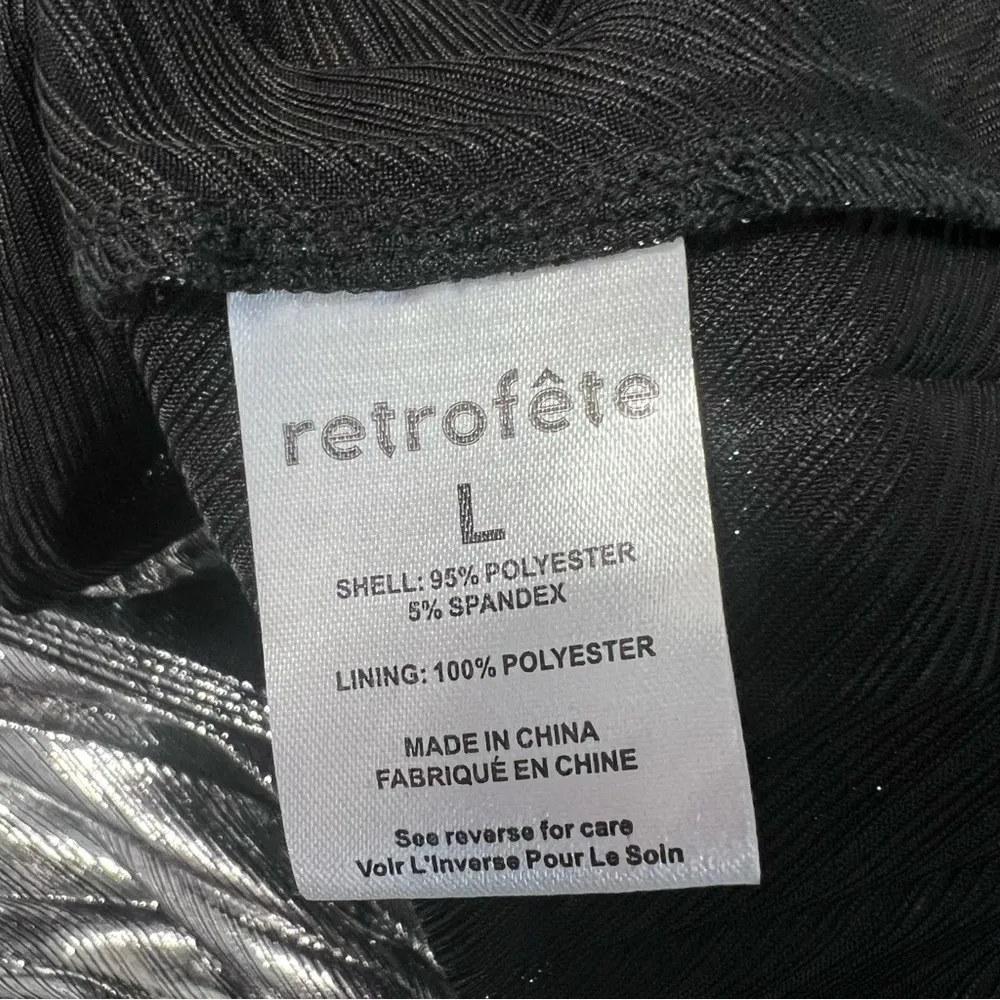 retrofête
L
SHELL: 95% POLYESTER
5% SPANDEX
LINING: 100% POLYESTER
MADE IN CHINA
FABRIQUÉ EN CHINE
See reverse for care
Voir L'Inverse Pour Le Soin